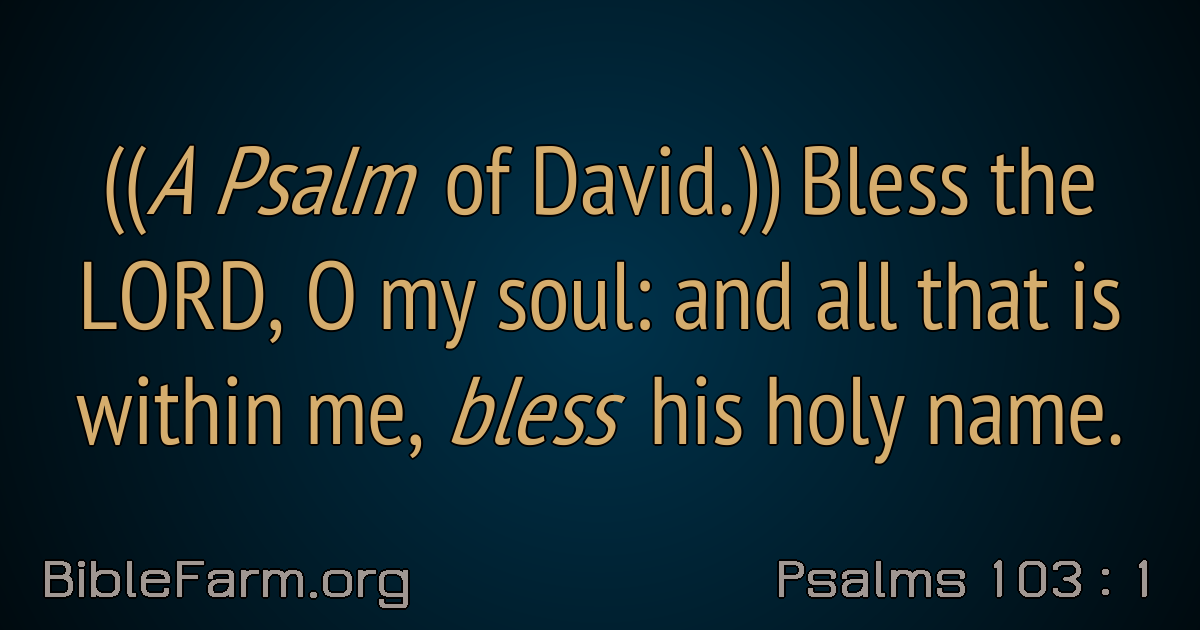 ((A Psalm of David.)) Bless the
LORD, O my soul: and all that is
within me, bless his holy name.
BibleFarm.org
Psalms 103 : 1